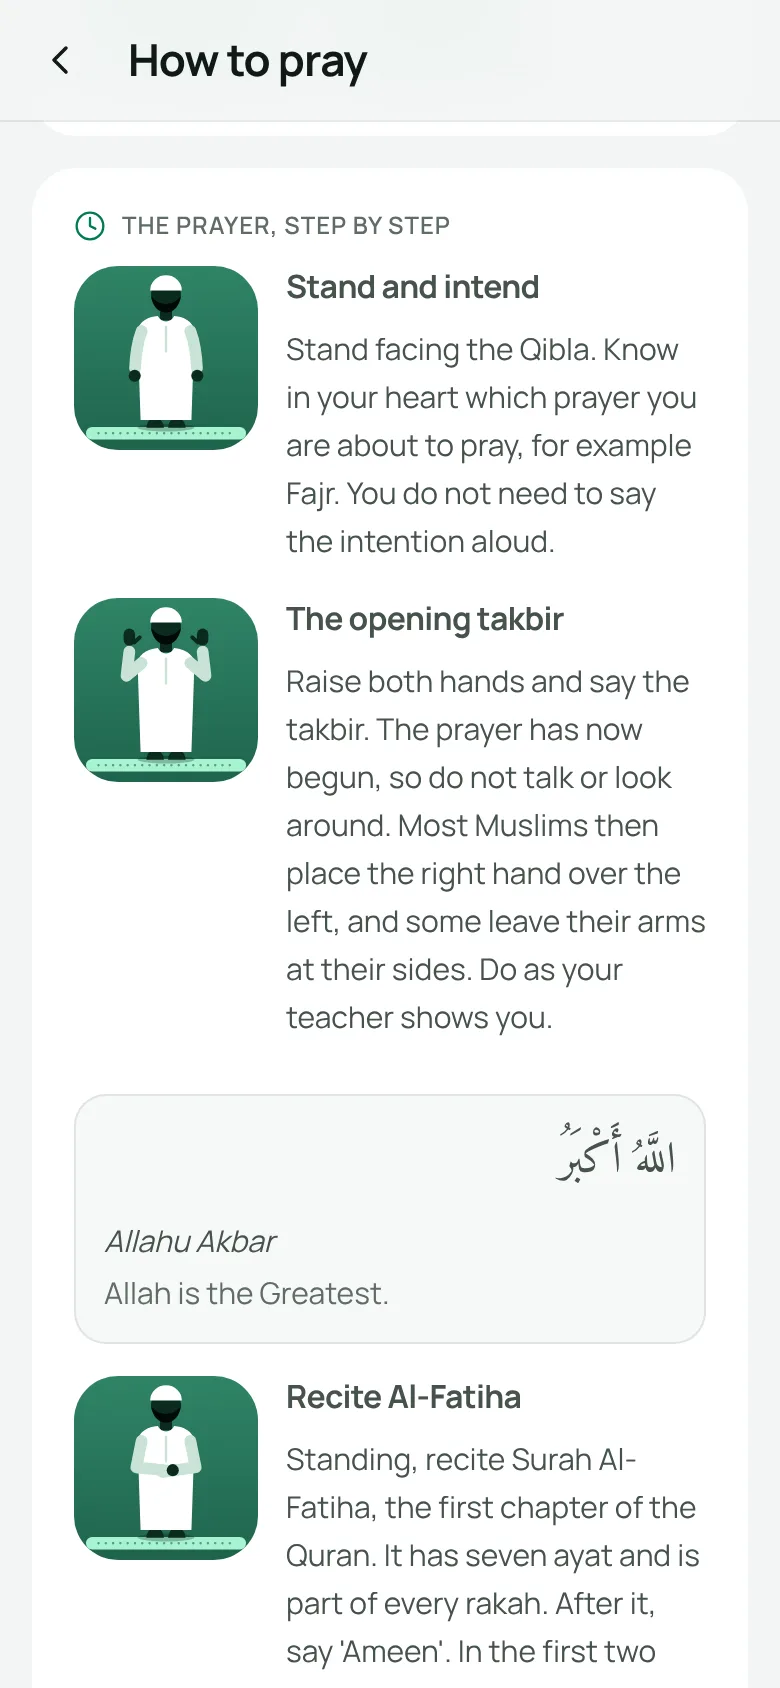 How to pray
THE PRAYER, STEP BY STEP
Stand and intend
Stand facing the Qibla. Know
in your heart which prayer you
are about to pray, for example
Fajr. You do not need to say
the intention aloud.
The opening takbir
Raise both hands and say the
takbir. The prayer has now
begun, so do not talk or look
around. Most Muslims then
place the right hand over the
left, and some leave their arms
at their sides. Do as your
teacher shows you.
اللَّهُ أَكْبَرُ
Allahu Akbar
Allah is the Greatest.
Recite Al-Fatiha
Standing, recite Surah Al-
Fatiha, the first chapter of the
Quran. It has seven ayat and is
part of every rakah. After it,
say 'Ameen'. In the first two